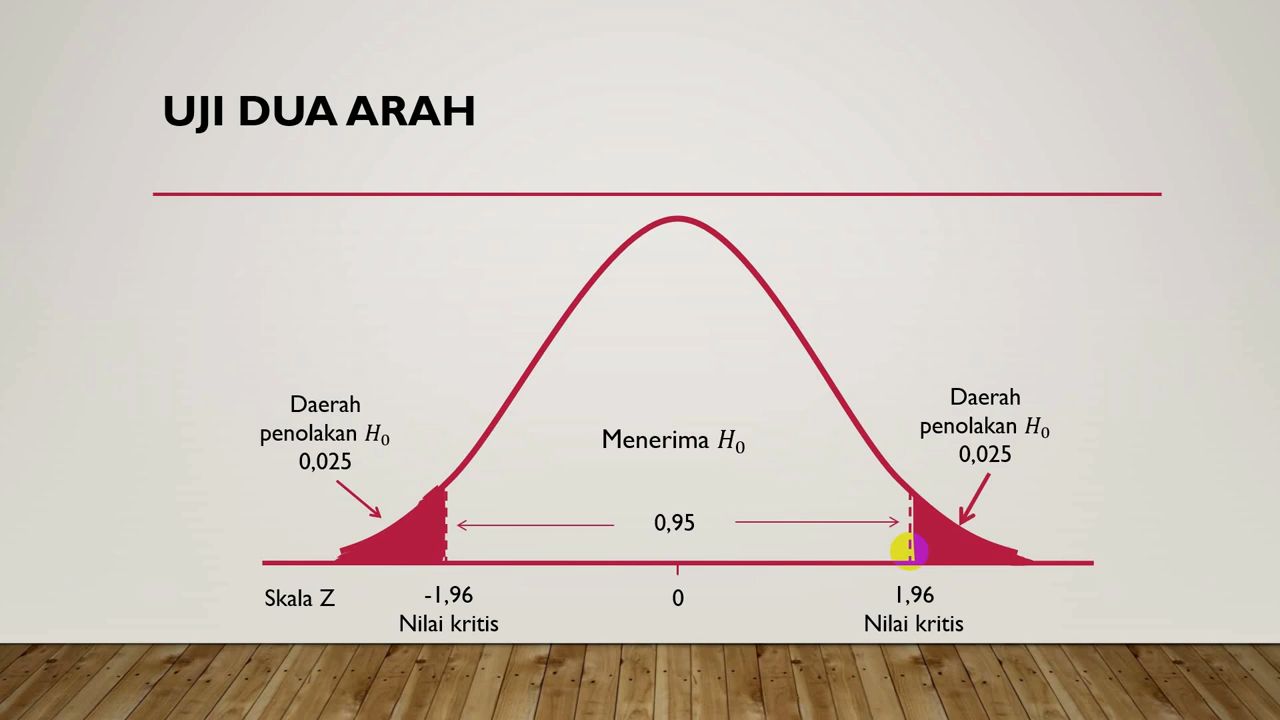 UJI DUA ARAH
Daerah
penolakan H₀
0,025
Daerah
penolakan H₀
0,025
Menerima H₀
0,95
Skala Z
-1,96
Nilai kritis
0
1,96
Nilai kritis